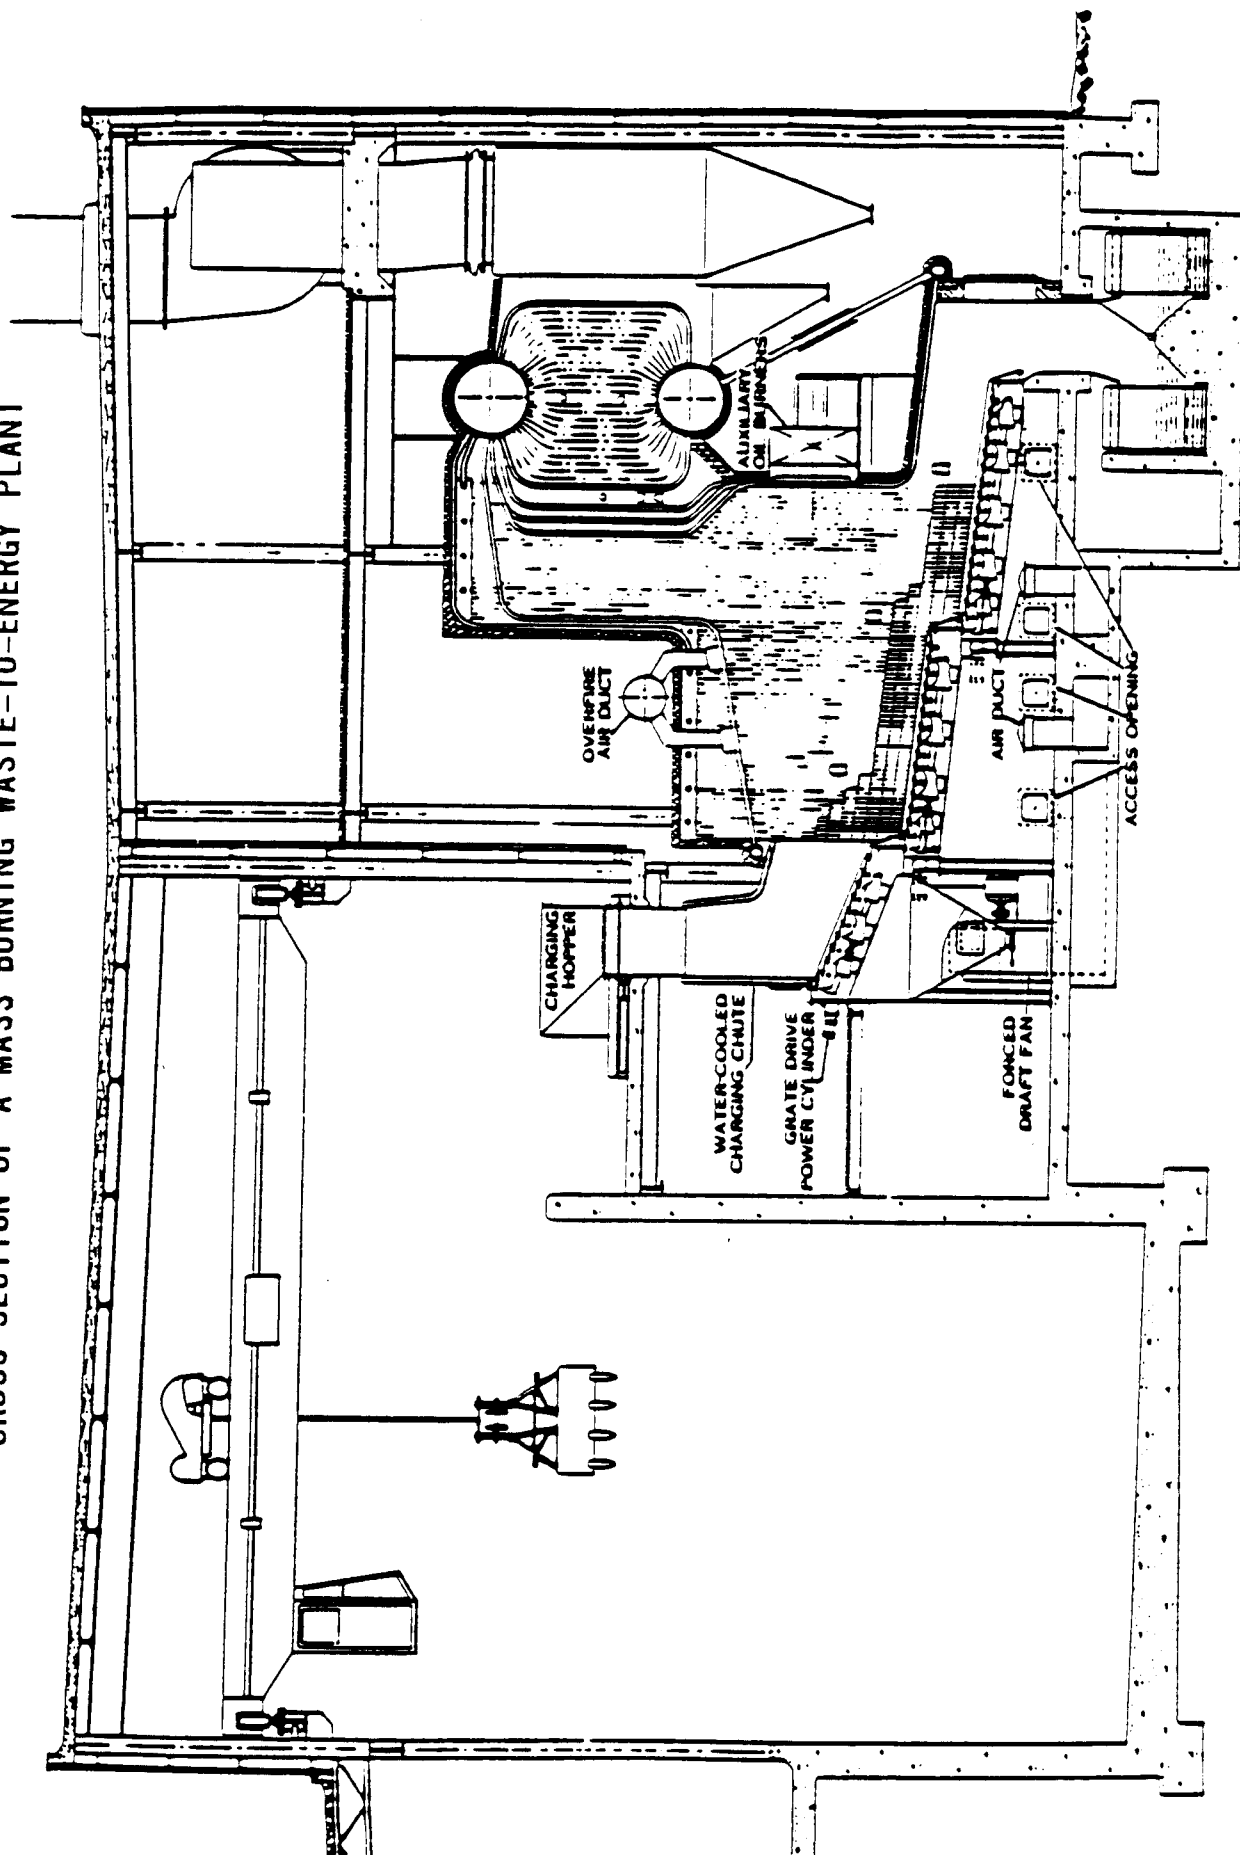 CROSS SECTION OF A MASS BURNING WASTE-TO-ENERGY PLANT
CHARGING
HOPPER
OVERFIRE
AIR DUCT
AUXILIARY
OIL BURNERS
WATER-COOLED
CHARGING CHUTE
GRATE DRIVE
POWER CYLINDER
FORCED
DRAFT FAN
AIR DUCT
ACCESS OPENING